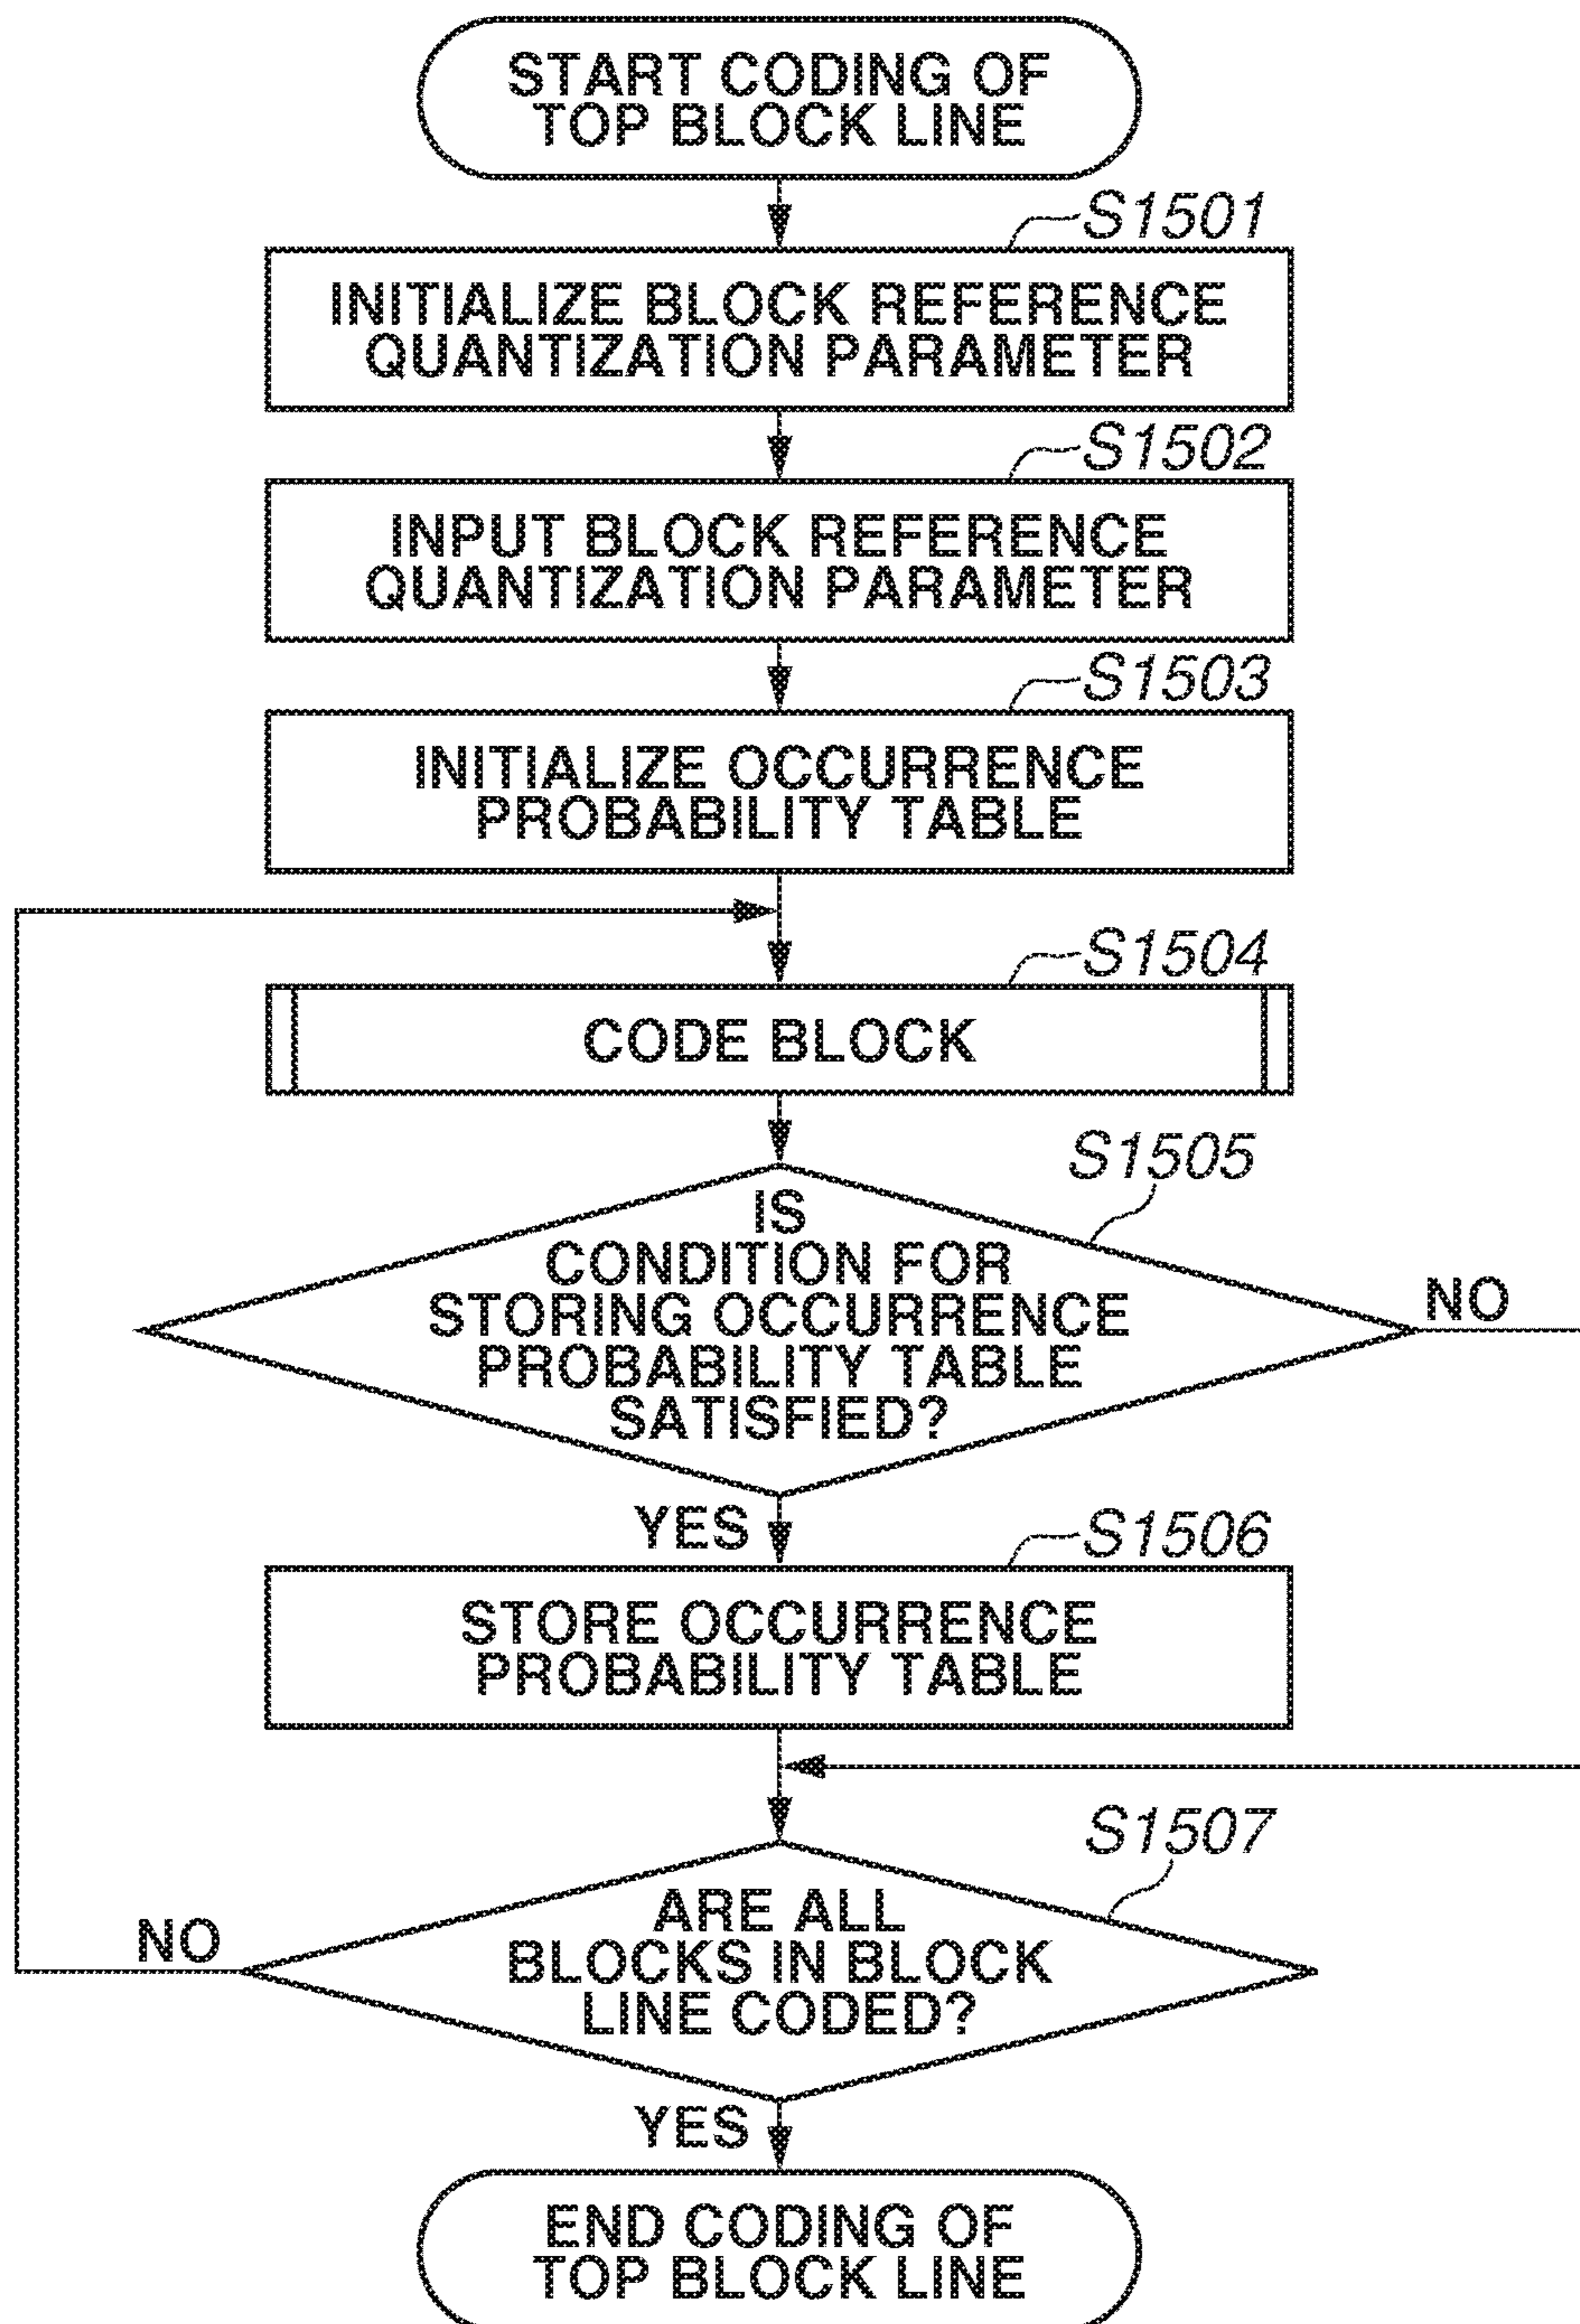 START CODING OF
TOP BLOCK LINE
S1501
INITIALIZE BLOCK REFERENCE
QUANTIZATION PARAMETER
S1502
INPUT BLOCK REFERENCE
QUANTIZATION PARAMETER
S1503
INITIALIZE OCCURRENCE
PROBABILITY TABLE
S1504
CODE BLOCK
S1505
IS
CONDITION FOR
STORING OCCURRENCE
PROBABILITY TABLE
SATISFIED?
NO
YES
S1506
STORE OCCURRENCE
PROBABILITY TABLE
S1507
ARE ALL
BLOCKS IN BLOCK
LINE CODED?
NO
YES
END CODING OF
TOP BLOCK LINE